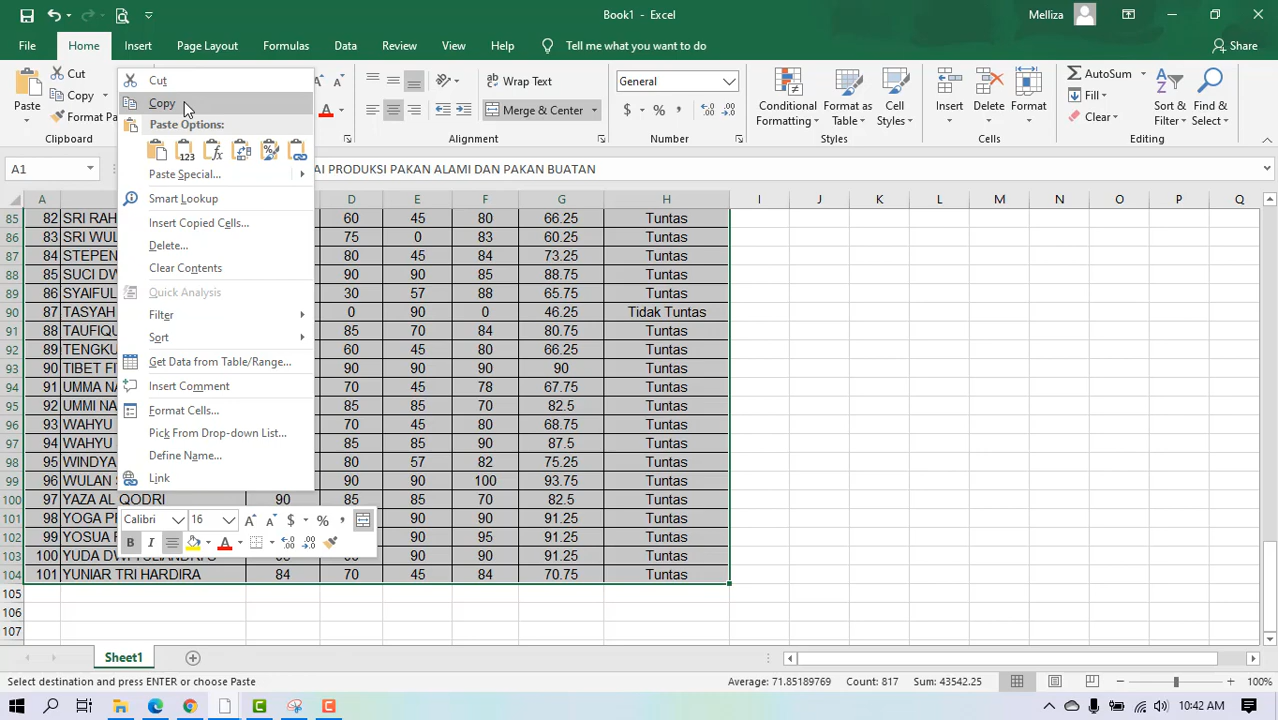 Book1 - Excel
Melliza
File Home Insert Page Layout Formulas Data Review View Help Tell me what you want to do Share
Paste
Cut
Copy
Format Pa
Clipboard
Cut
Copy
Paste Options:
Paste Special...
Smart Lookup
Insert Copied Cells...
Delete...
Clear Contents
Quick Analysis
Filter
Sort
Get Data from Table/Range...
Insert Comment
Format Cells...
Pick From Drop-down List...
Define Name...
Link
Wrap Text
Merge & Center
Alignment
General
$ % ,
Number
Conditional Formatting
Format as Table
Cell Styles
Styles
Insert Delete Format
Cells
AutoSum
Fill
Clear
Sort & Filter
Find & Select
Editing
A1
AI PRODUKSI PAKAN ALAMI DAN PAKAN BUATAN
A D E F G H I J K L M N O P Q
85 82 SRI RAH 60 45 80 66.25 Tuntas
86 83 SRI WUL 75 0 83 60.25 Tuntas
87 84 STEPEN 80 45 84 73.25 Tuntas
88 85 SUCI DW 90 90 85 88.75 Tuntas
89 86 SYAIFUL 30 57 88 65.75 Tuntas
90 87 TASYAH 0 90 0 46.25 Tidak Tuntas
91 88 TAUFIQU 85 70 84 80.75 Tuntas
92 89 TENGKU 60 45 80 66.25 Tuntas
93 90 TIBET FI 90 90 90 90 Tuntas
94 91 UMMA NA 70 45 78 67.75 Tuntas
95 92 UMMI NA 85 85 70 82.5 Tuntas
96 93 WAHYU 70 45 80 68.75 Tuntas
97 94 WAHYU 85 85 90 87.5 Tuntas
98 95 WINDYA 80 57 82 75.25 Tuntas
99 96 WULAN S 90 90 100 93.75 Tuntas
100 97 YAZA AL QODRI 90 85 85 70 82.5 Tuntas
101 98 YOGA P 90 90 91.25 Tuntas
102 99 YOSUA 90 95 91.25 Tuntas
103 100 YUDA DWI 90 90 91.25 Tuntas
104 101 YUNIAR TRI HARDIRA 84 70 45 84 70.75 Tuntas
105
106
107
Calibri 16 $ % ,
B I A
Sheet1
Select destination and press ENTER or choose Paste
Average: 71.85189769 Count: 817 Sum: 43542.25 100%
10:42 AM